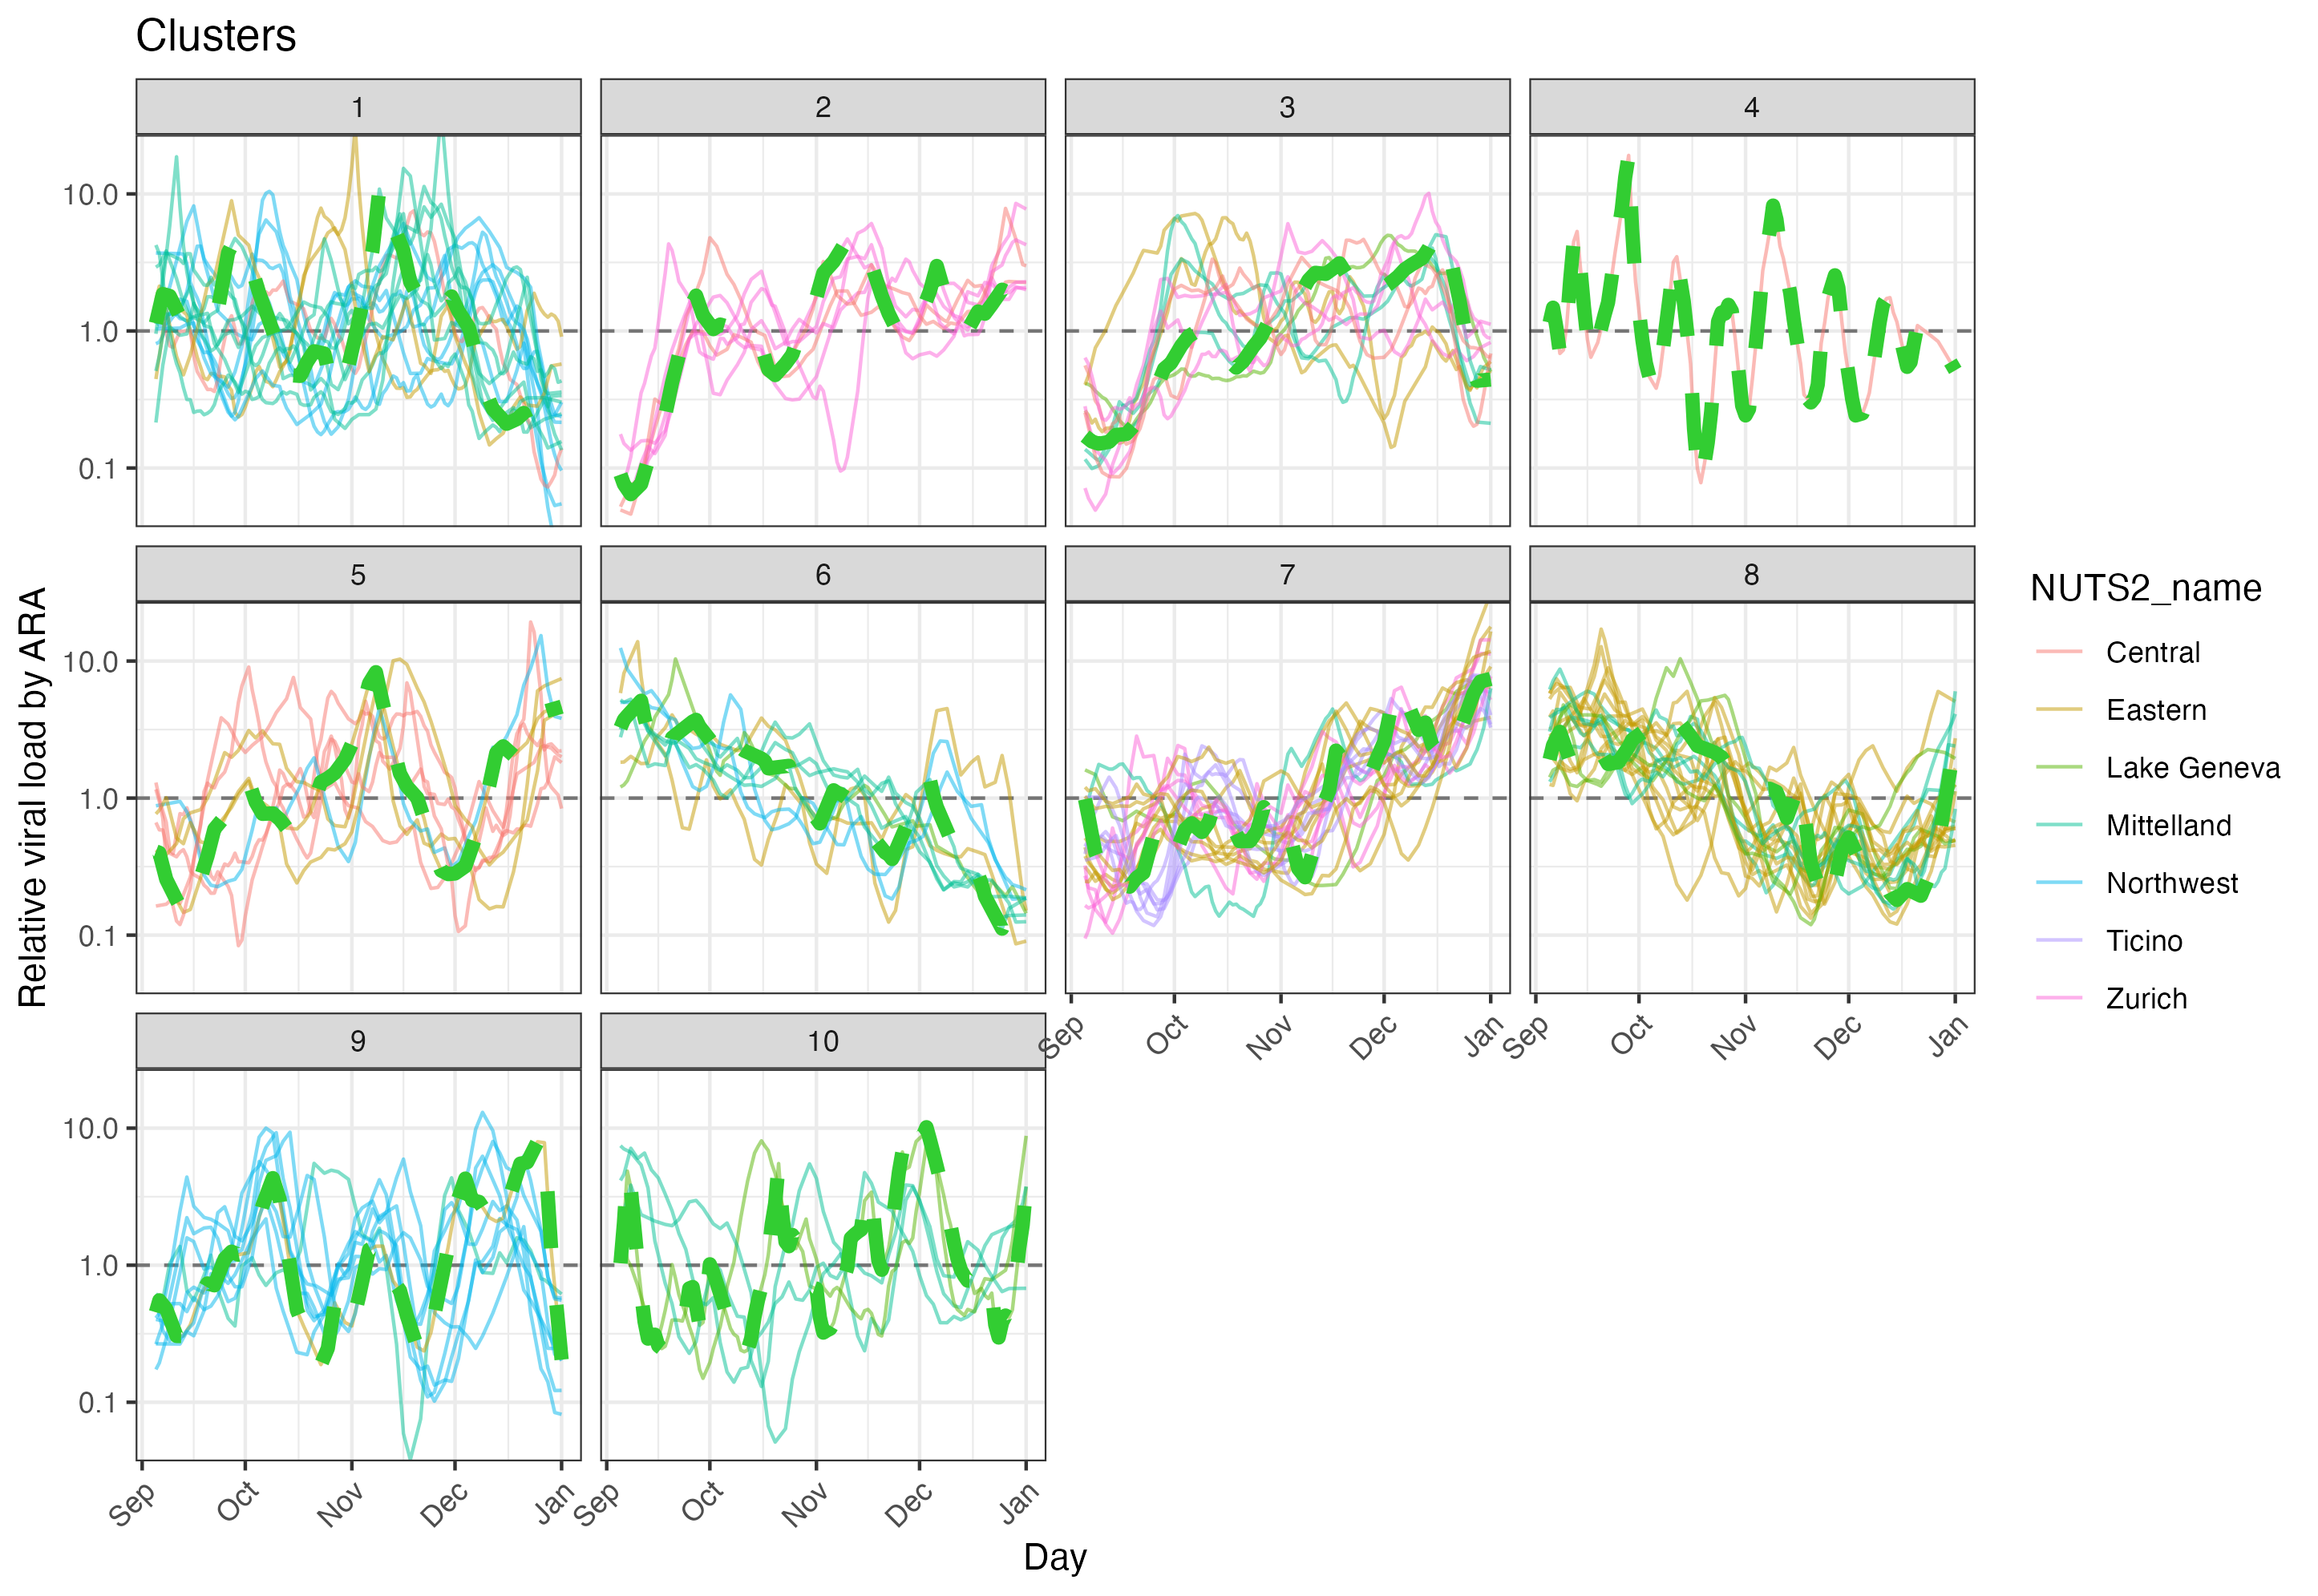 Clusters
1 2 3 4
10.0
1.0
0.1
5 6 7 8
10.0
1.0
0.1
Sep Oct Nov Dec Jan Sep Oct Nov Dec Jan
9 10
10.0
1.0
0.1
Sep Oct Nov Dec Jan Sep Oct Nov Dec Jan
Day
Relative viral load by ARA
NUTS2_name
Central
Eastern
Lake Geneva
Mittelland
Northwest
Ticino
Zurich